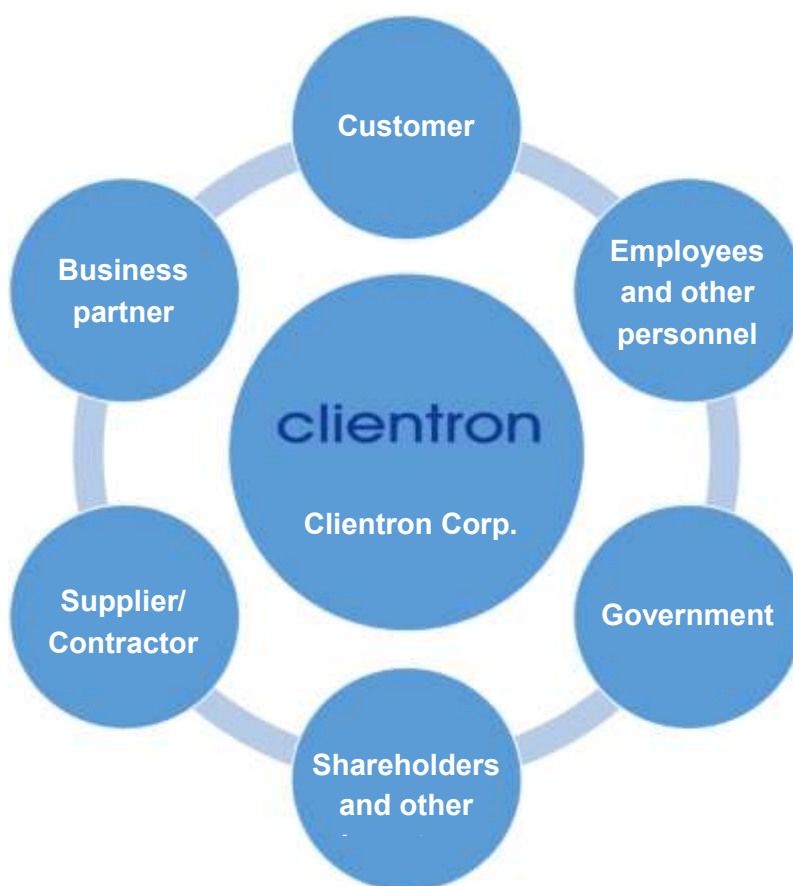 Customer
Employees
and other
personnel
Government
Shareholders
and other
Supplier/
Contractor
Business
partner
clientron
Clientron Corp.